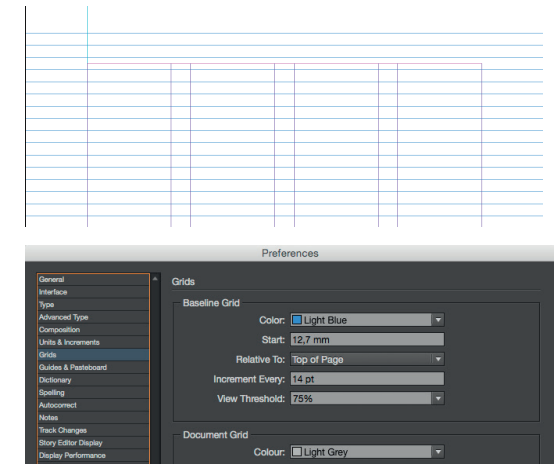 Preferences
General
Interface
Type
Advanced Type
Composition
Units & Increments
Grids
Guides & Pasteboard
Dictionary
Spelling
Autocorrect
Notes
Track Changes
Story Editor Display
Display Performance
Grids
Baseline Grid
Color: Light Blue
Start: 12,7 mm
Relative To: Top of Page
Increment Every: 14 pt
View Threshold: 75%
Document Grid
Colour: Light Grey